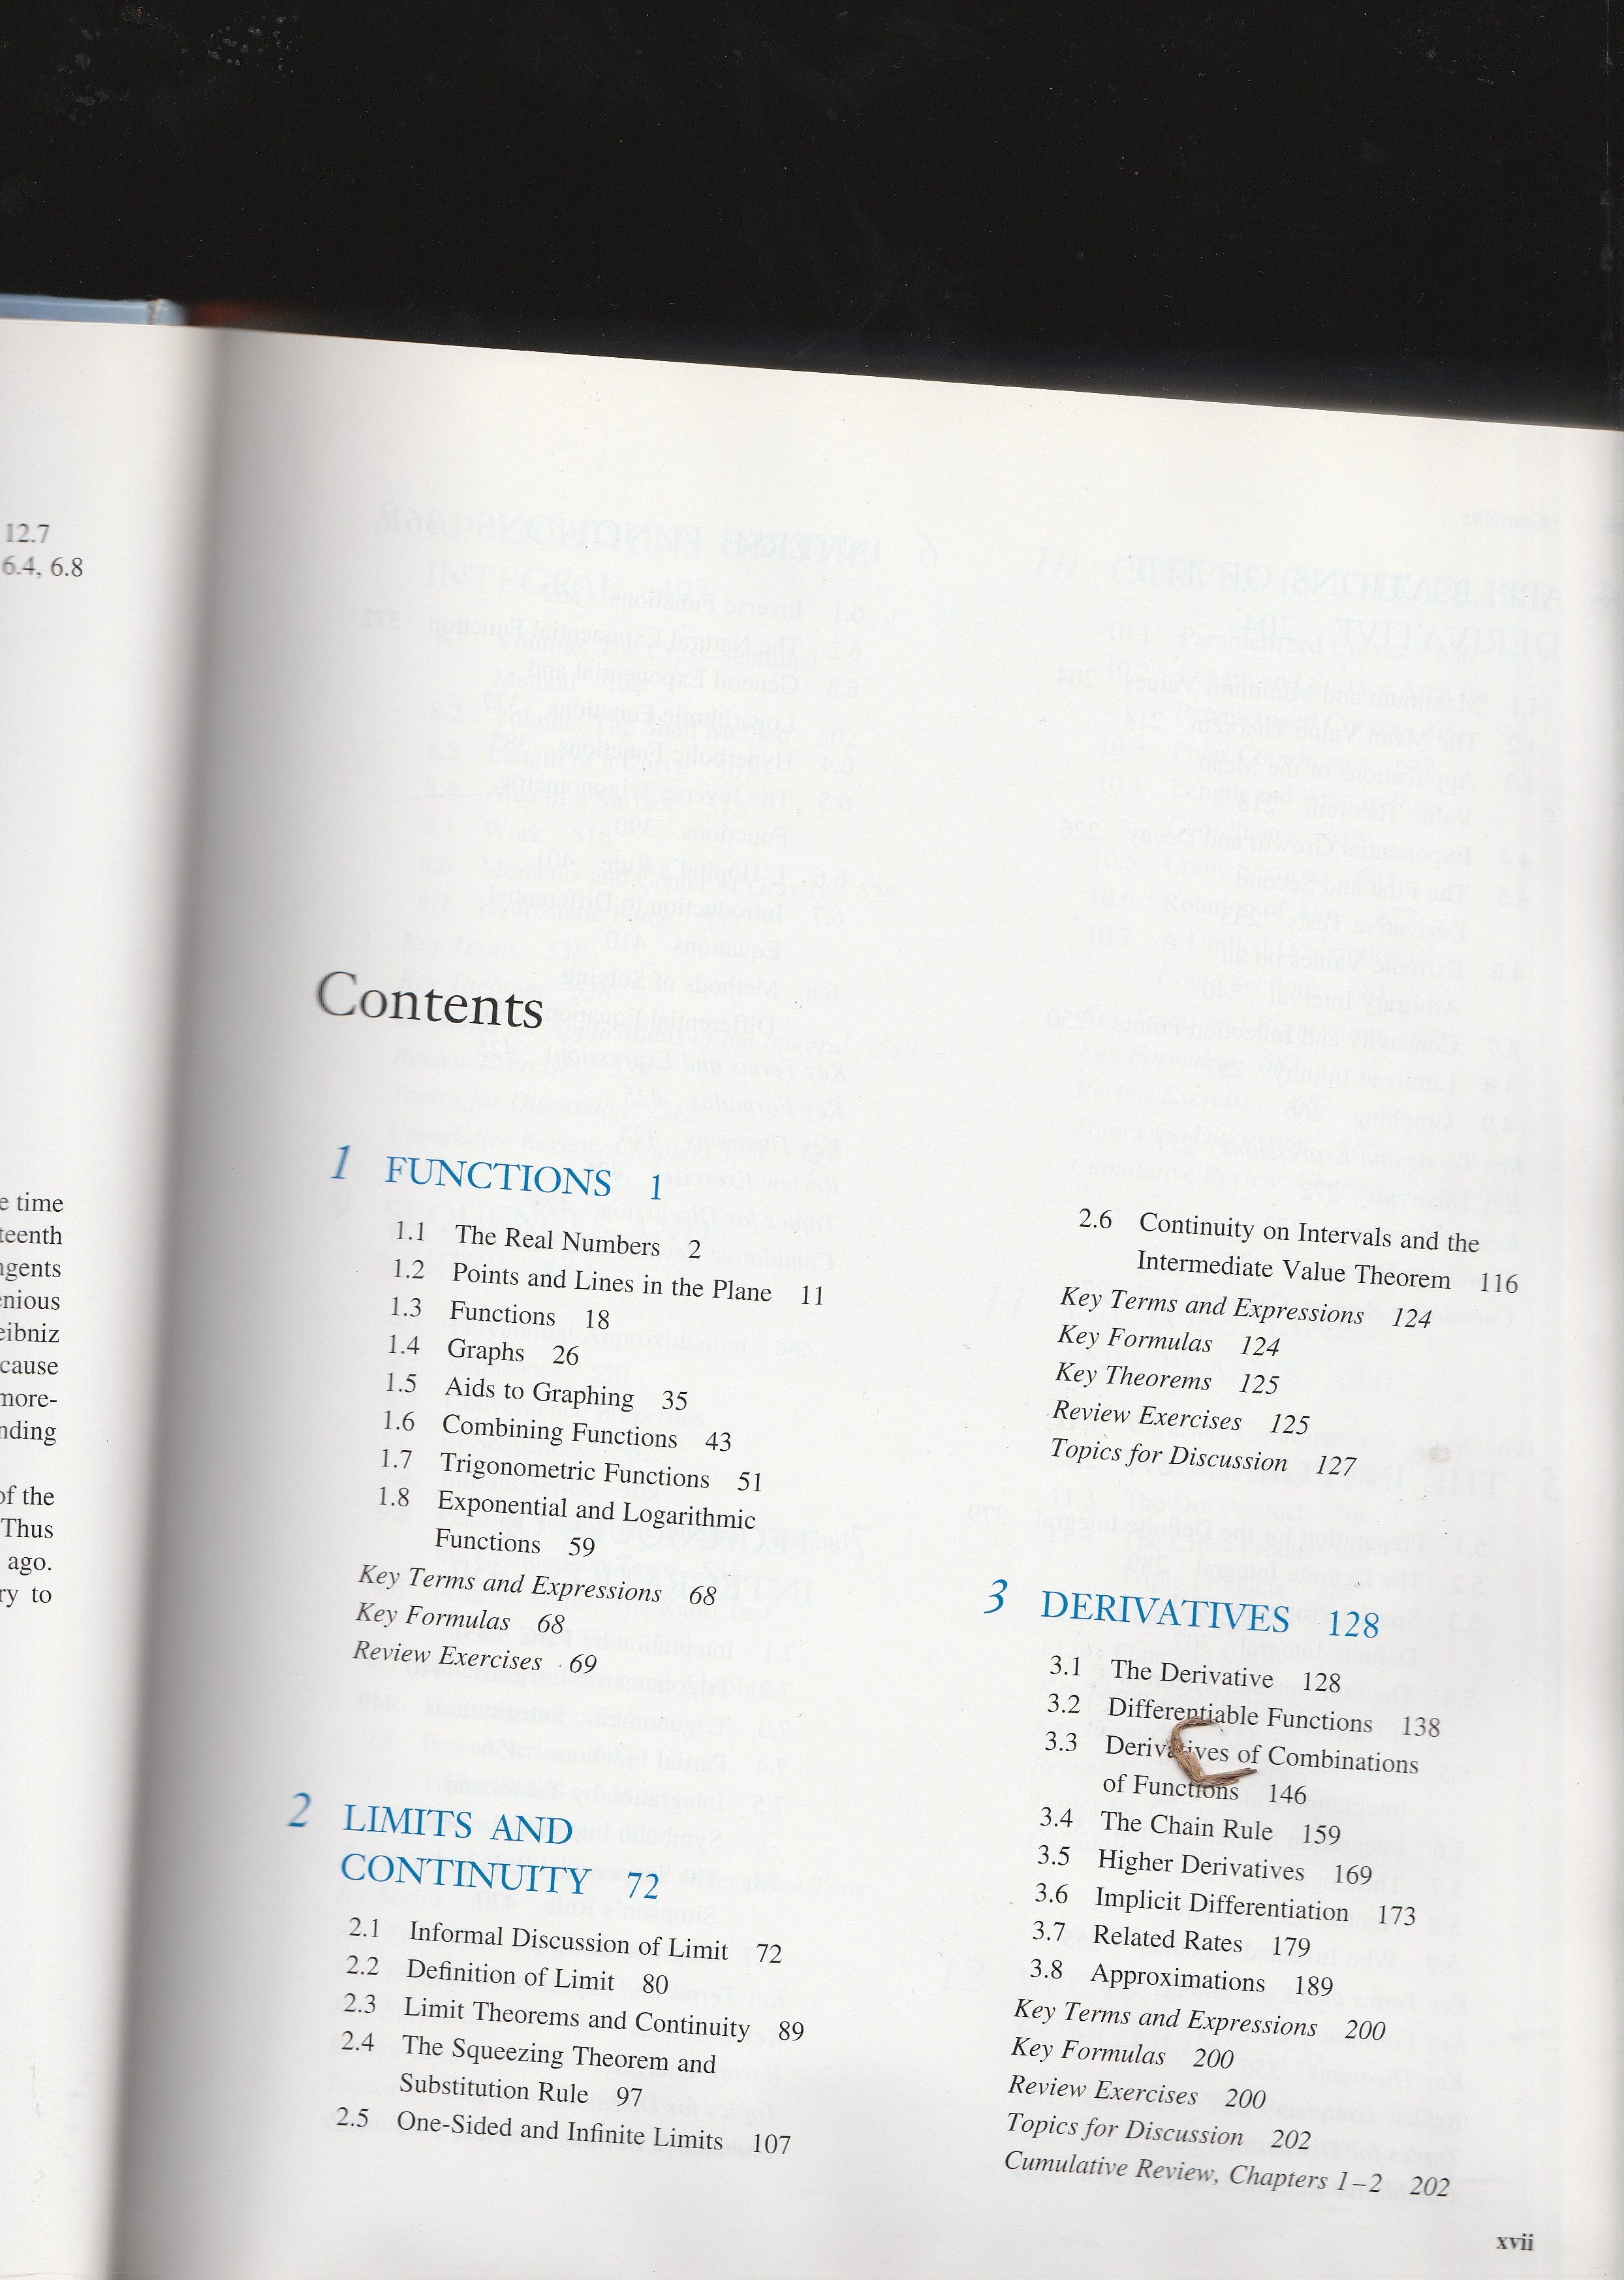 12.7
6.4, 6.8
e time
teenth
ngents
enious
eibniz
cause
more-
nding
of the
Thus
ago.
ry to
Contents
1 FUNCTIONS 1
1.1 The Real Numbers 2
1.2 Points and Lines in the Plane 11
1.3 Functions 18
1.4 Graphs 26
1.5 Aids to Graphing 35
1.6 Combining Functions 43
1.7 Trigonometric Functions 51
1.8 Exponential and Logarithmic
Functions 59
Key Terms and Expressions 68
Key Formulas 68
Review Exercises 69
2 LIMITS AND
CONTINUITY 72
2.1 Informal Discussion of Limit 72
2.2 Definition of Limit 80
2.3 Limit Theorems and Continuity 89
2.4 The Squeezing Theorem and
Substitution Rule 97
2.5 One-Sided and Infinite Limits 107
2.6 Continuity on Intervals and the
Intermediate Value Theorem 116
Key Terms and Expressions 124
Key Formulas 124
Key Theorems 125
Review Exercises 125
Topics for Discussion 127
3 DERIVATIVES 128
3.1 The Derivative 128
3.2 Differentiable Functions 138
3.3 Derivatives of Combinations
of Functions 146
3.4 The Chain Rule 159
3.5 Higher Derivatives 169
3.6 Implicit Differentiation 173
3.7 Related Rates 179
3.8 Approximations 189
Key Terms and Expressions 200
Key Formulas 200
Review Exercises 200
Topics for Discussion 202
Cumulative Review, Chapters 1–2 202
xvii